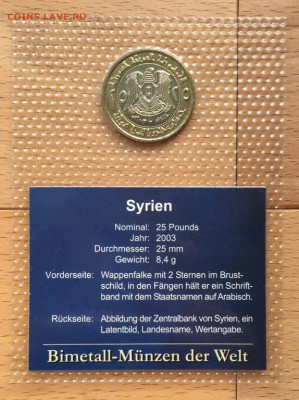 COINS.LAVE.RU
Syrien
Nominal: 25 Pounds
Jahr: 2003
Durchmesser: 25 mm
Gewicht: 8,4 g
Vorderseite: Wappenfalke mit 2 Sternen im Brust-
schild, in den Fängen hält er ein Schrift-
band mit dem Staatsnamen auf Arabisch.
Rückseite: Abbildung der Zentralbank von Syrien, ein
Latentbild, Landesname, Wertangabe.
Bimetall-Münzen der Welt